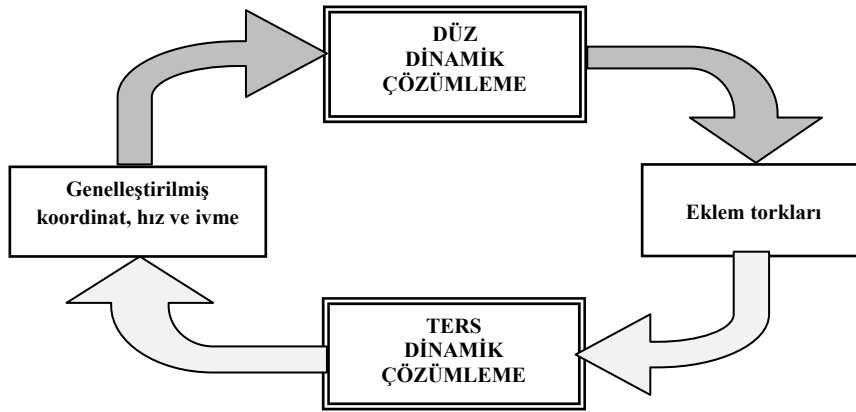 DÜZ
DİNAMİK
ÇÖZÜMLEME
Genelleştirilmiş
koordinat, hız ve ivme
Eklem torkları
TERS
DİNAMİK
ÇÖZÜMLEME